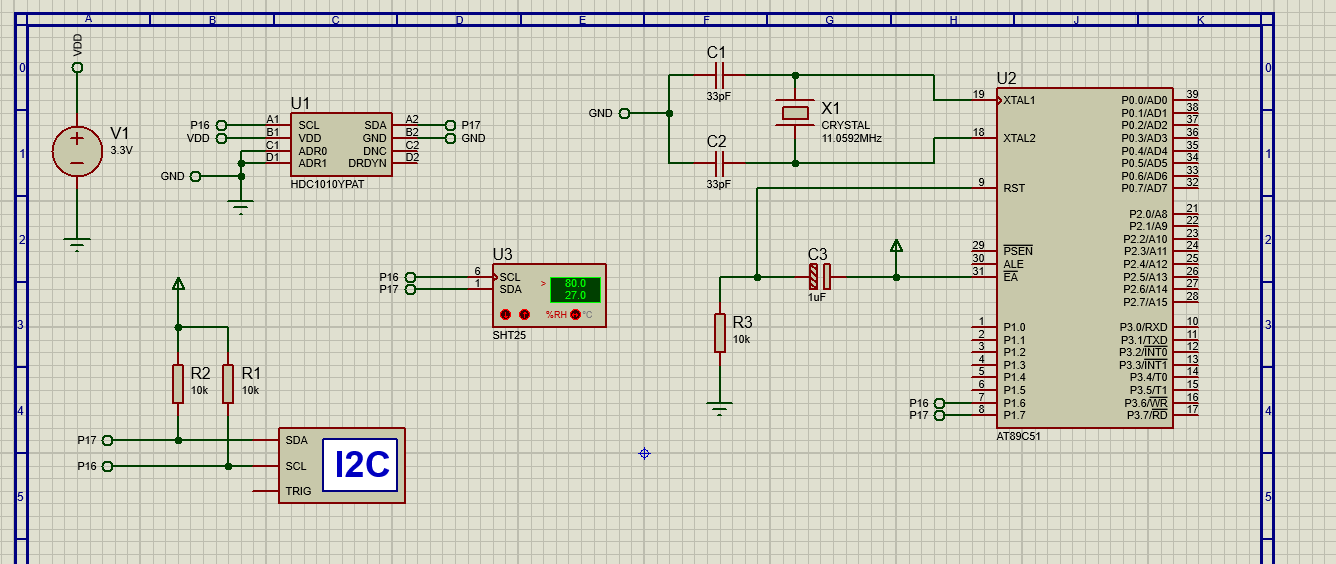 A B C D E F G H J K
0 0
1 1
2 2
3 3
4 4
5 5
VDD
V1
3.3V
U1
P16 A1 SCL SDA A2 P17
VDD B1 VDD GND B2 GND
C1 ADR0 DNC C2
D1 ADR1 DRDYN D2
GND
HDC1010YPAT
C1
33pF
GND
X1
CRYSTAL
11.0592MHz
C2
33pF
U2
19 XTAL1 P0.0/AD0 39
P0.1/AD1 38
P0.2/AD2 37
18 XTAL2 P0.3/AD3 36
P0.4/AD4 35
P0.5/AD5 34
P0.6/AD6 33
9 RST P0.7/AD7 32
P2.0/A8 21
P2.1/A9 22
P2.2/A10 23
29 PSEN P2.3/A11 24
30 ALE P2.4/A12 25
31 EA P2.5/A13 26
P2.6/A14 27
P2.7/A15 28
1 P1.0 P3.0/RXD 10
2 P1.1 P3.1/TXD 11
3 P1.2 P3.2/INT0 12
4 P1.3 P3.3/INT1 13
5 P1.4 P3.4/T0 14
6 P1.5 P3.5/T1 15
P16 7 P1.6 P3.6/WR 16
P17 8 P1.7 P3.7/RD 17
AT89C51
U3
P16 6 SCL > 80.0
P17 1 SDA 27.0
%RH °C
SHT25
C3
1uF
R3
10k
R2
10k
R1
10k
P17 SDA
P16 SCL
TRIG
I2C